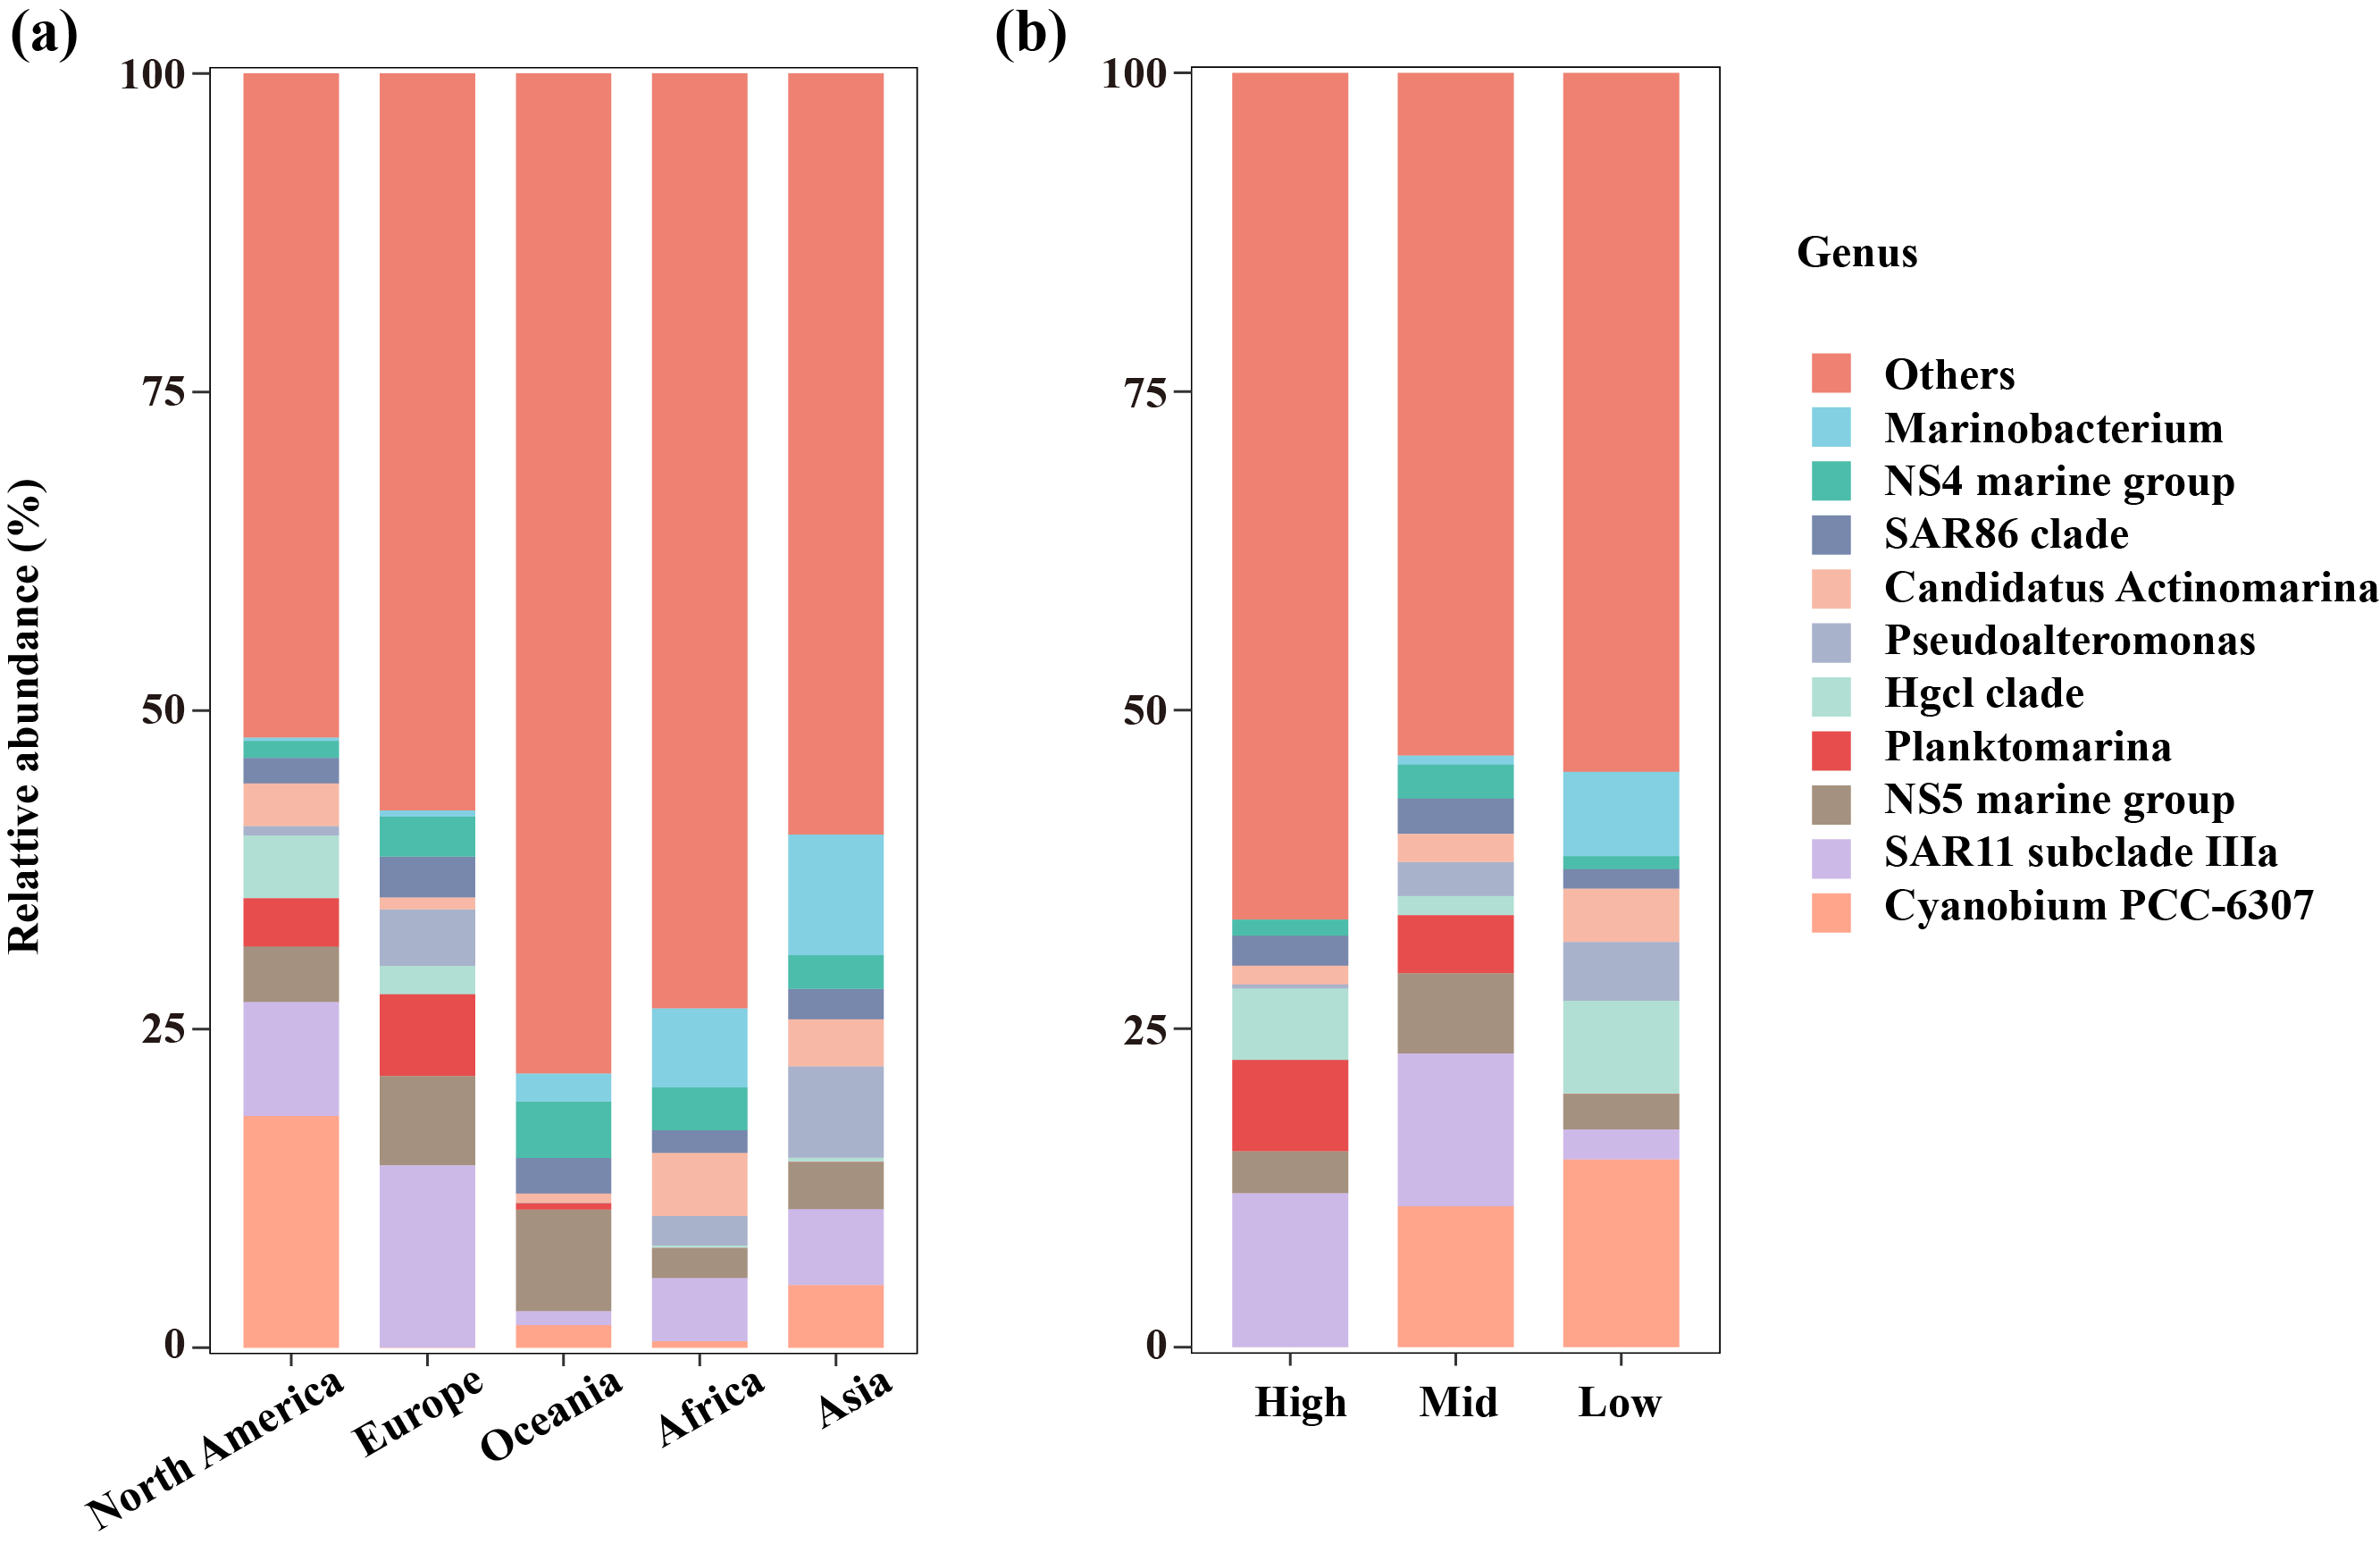 (a)
(b)
Relattive abundance (%)
100
75
50
25
0
North America
Europe
Oceania
Africa
Asia
100
75
50
25
0
High
Mid
Low
Genus
Others
Marinobacterium
NS4 marine group
SAR86 clade
Candidatus Actinomarina
Pseudoalteromonas
Hgcl clade
Planktomarina
NS5 marine group
SAR11 subclade IIIa
Cyanobium PCC-6307